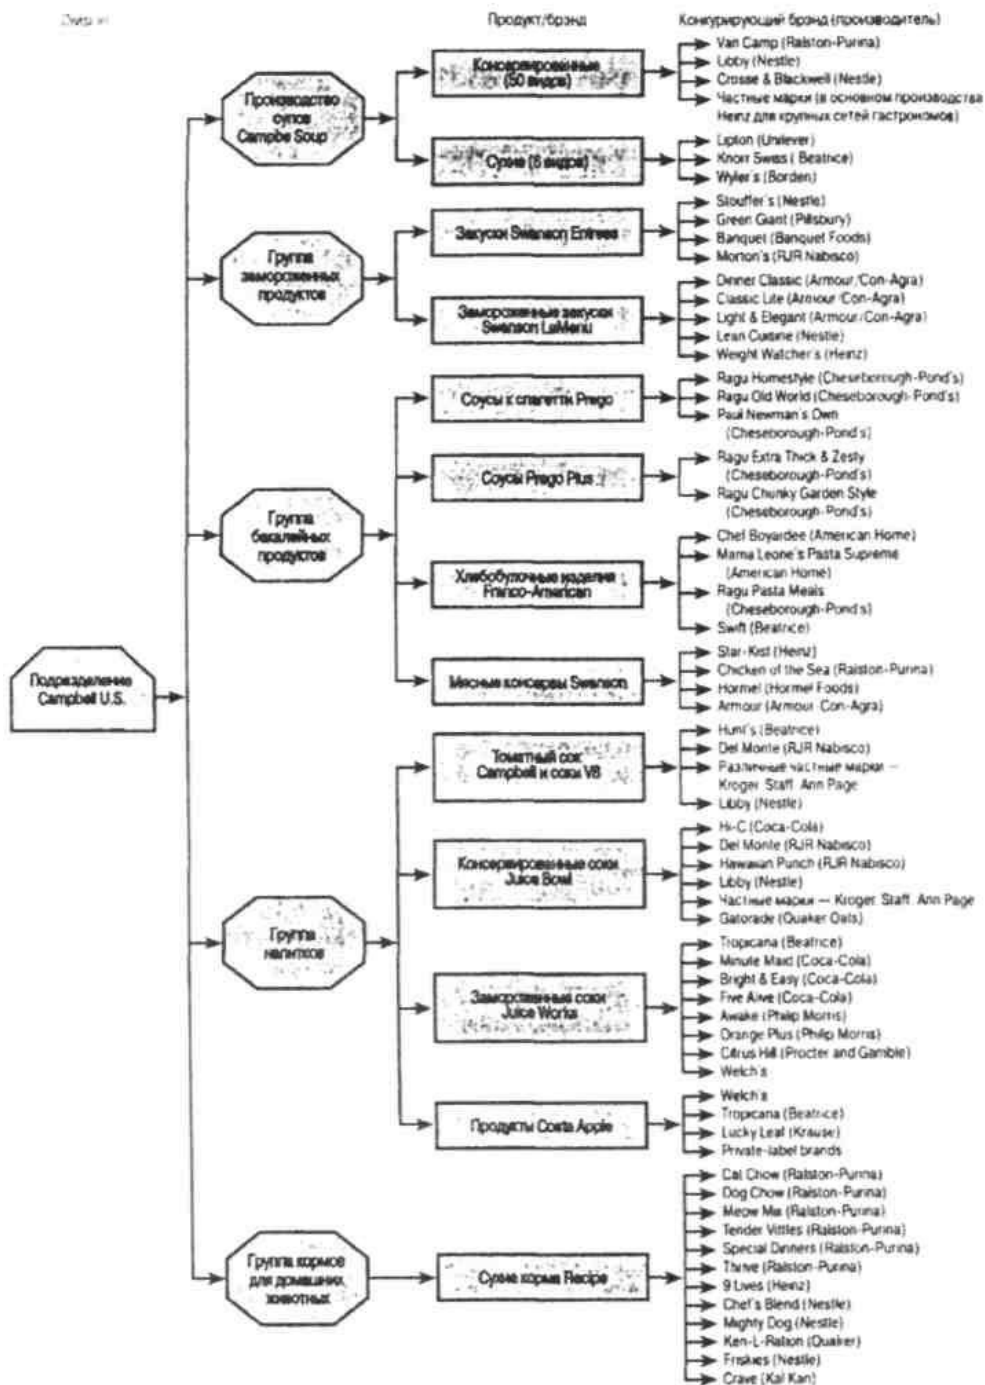 Продукт/брэнд
Конкурирующий брэнд (производитель)
Подразделение
Campbell U.S.
Производство
супов
Campbe Soup
Консервированные
(50 видов)
Van Camp (Ralston-Purina)
Libby (Nestle)
Crosse & Blackwell (Nestle)
Частные марки (в основном производства
Heinz для крупных сетей гастрономов)
Сухие (6 видов)
Lipton (Unilever)
Knorr Swiss ( Beatrice)
Wyler's (Borden)
Группа
замороженных
продуктов
Закуски Swanson Entrees
Stouffer's (Nestle)
Green Giant (Pillsbury)
Banquet (Banquet Foods)
Morton's (RJR Nabisco)
Замороженные закуски
Swanson LeMenu
Dinner Classic (Armour/Con-Agra)
Classic Lite (Armour/Con-Agra)
Light & Elegant (Armour/Con-Agra)
Lean Cuisine (Nestle)
Weight Watcher's (Heinz)
Группа
бакалейных
продуктов
Соусы к спагетти Prego
Ragu Homestyle (Cheseborough-Pond's)
Ragu Old World (Cheseborough-Pond's)
Paul Newman's Own
(Cheseborough-Pond's)
Соусы Prego Plus
Ragu Extra Thick & Zesty
(Cheseborough-Pond's)
Ragu Chunky Garden Style
(Cheseborough-Pond's)
Хлебобулочные изделия
Franco-American
Chef Boyardee (American Home)
Mama Leone's Pasta Supreme
(American Home)
Ragu Pasta Meals
(Cheseborough-Pond's)
Swift (Beatrice)
Мясные консервы Swanson
Star-Kist (Heinz)
Chicken of the Sea (Ralston-Purina)
Hormel (Hormel Foods)
Armour (Armour Con-Agra)
Группа
напитков
Томатный сок
Campbell и соки V8
Hunt's (Beatrice)
Del Monte (RJR Nabisco)
Различные частные марки —
Kroger. Staff. Ann Page
Libby (Nestle)
Консервированные соки
Juice Bowl
Hi-C (Coca-Cola)
Del Monte (RJR Nabisco)
Hawaiian Punch (RJR Nabisco)
Libby (Nestle)
Частные марки — Kroger. Staff. Ann Page
Gatorade (Quaker Oats)
Замороженные соки
Juice Works
Tropicana (Beatrice)
Minute Maid (Coca-Cola)
Bright & Easy (Coca-Cola)
Five Alive (Coca-Cola)
Awake (Philip Morris)
Orange Plus (Philip Morris)
Citrus Hill (Procter and Gamble)
Welch's
Продукты Costa Apple
Welch's
Tropicana (Beatrice)
Lucky Leaf (Krause)
Private-label brands
Группа кормов
для домашних
животных
Сухие корма Recipe
Cat Chow (Ralston-Purina)
Dog Chow (Ralston-Purina)
Meow Mix (Ralston-Purina)
Tender Vittles (Ralston-Purina)
Special Dinners (Ralston-Purina)
Thrive (Ralston-Purina)
9 Lives (Heinz)
Chef's Blend (Nestle)
Mighty Dog (Nestle)
Ken-L-Ration (Quaker)
Friskies (Nestle)
Crave (Kal Kan)